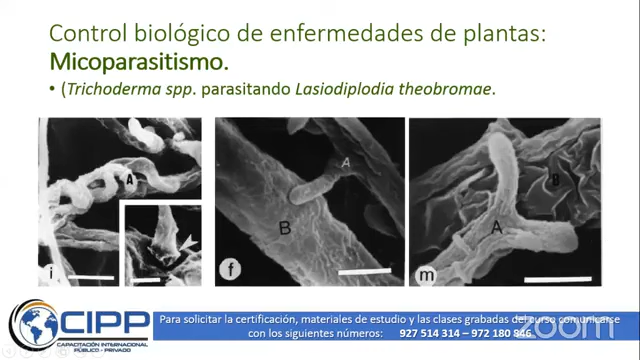 Control biológico de enfermedades de plantas:
Micoparasitismo.
• (Trichoderma spp. parasitando Lasiodiplodia theobromae.
A
i
A
B
f
A
B
m
CIPP
CAPACITACIÓN INTERNACIONAL
PÚBLICO - PRIVADO
Para solicitar la certificación, materiales de estudio y las clases grabadas del curso comunicarse
con los siguientes números: 927 514 314 – 972 180 846
zoom